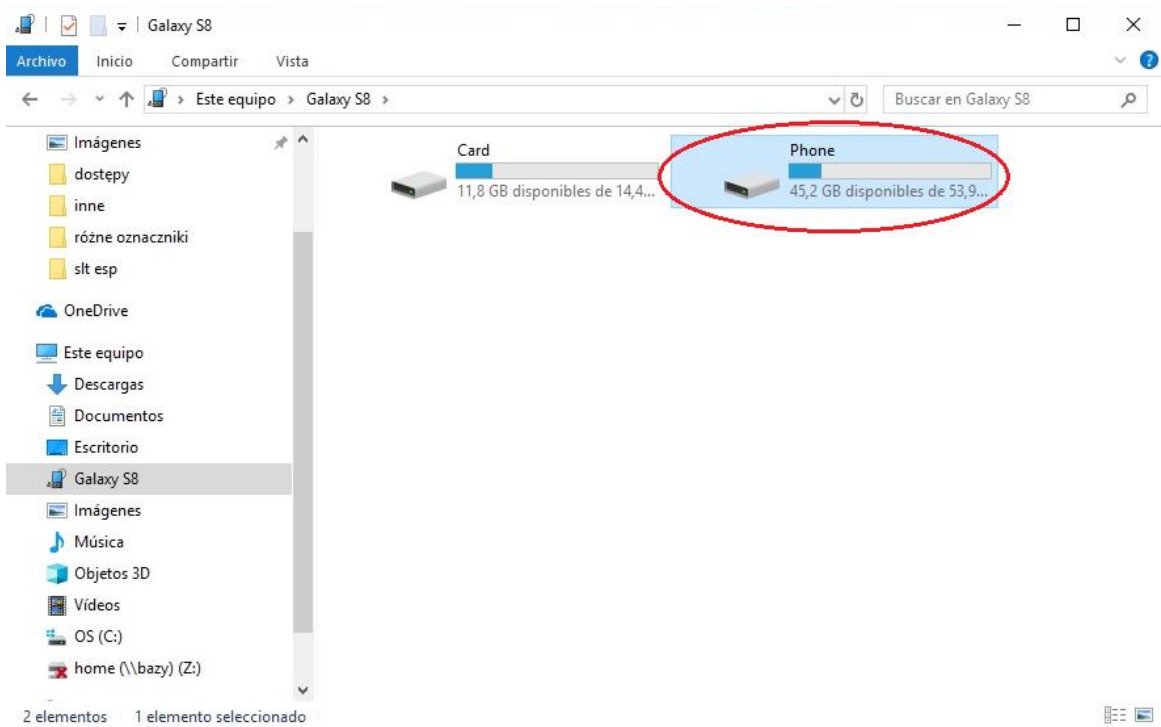 Galaxy S8
Archivo Inicio Compartir Vista
Este equipo > Galaxy S8 >
Buscar en Galaxy S8
Imágenes
dostępy
inne
różne oznaczniki
slt esp
OneDrive
Este equipo
Descargas
Documentos
Escritorio
Galaxy S8
Imágenes
Música
Objetos 3D
Vídeos
OS (C:)
home (\\bazy) (Z:)
Card
11,8 GB disponibles de 14,4...
Phone
45,2 GB disponibles de 53,9...
2 elementos 1 elemento seleccionado